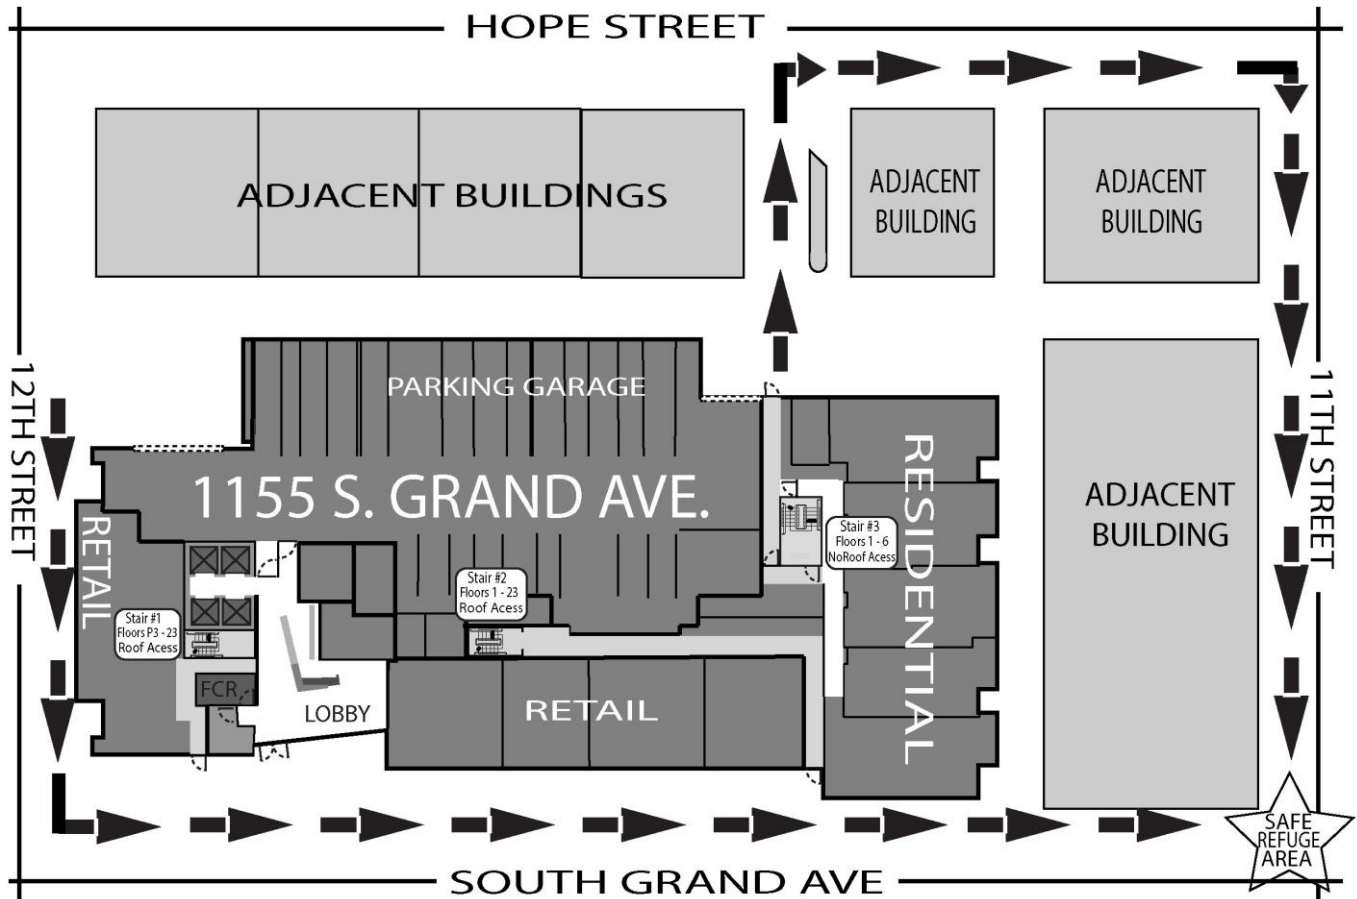 HOPE STREET
ADJACENT BUILDINGS
ADJACENT
BUILDING
ADJACENT
BUILDING
12TH STREET
11TH STREET
PARKING GARAGE
1155 S. GRAND AVE.
RESIDENTIAL
ADJACENT
BUILDING
RETAIL
Stair #3
Floors 1 - 6
NoRoof Acess
Stair #2
Floors 1 - 23
Roof Acess
Stair #1
Floors P3 - 23
Roof Acess
FCR
LOBBY
RETAIL
SAFE
REFUGE
AREA
SOUTH GRAND AVE